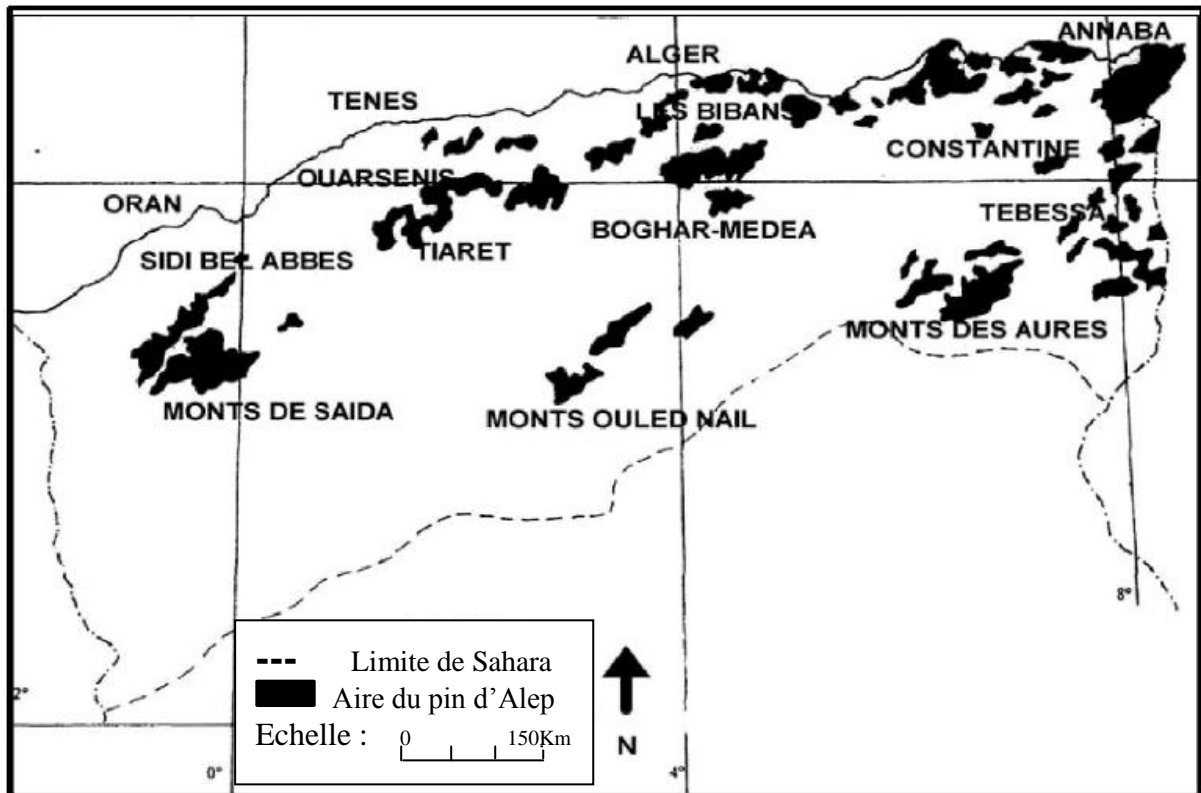 ANNABA
ALGER
TENES
LES BIBANS
CONSTANTINE
OUARSENIS
ORAN
TEBESSA
BOGHAR-MEDEA
TIARET
SIDI BEL ABBES
MONTS DES AURES
MONTS DE SAIDA
MONTS OULED NAIL
8°
Limite de Sahara
Aire du pin d’Alep
Echelle : 0 150Km
N
2°
0°
4°